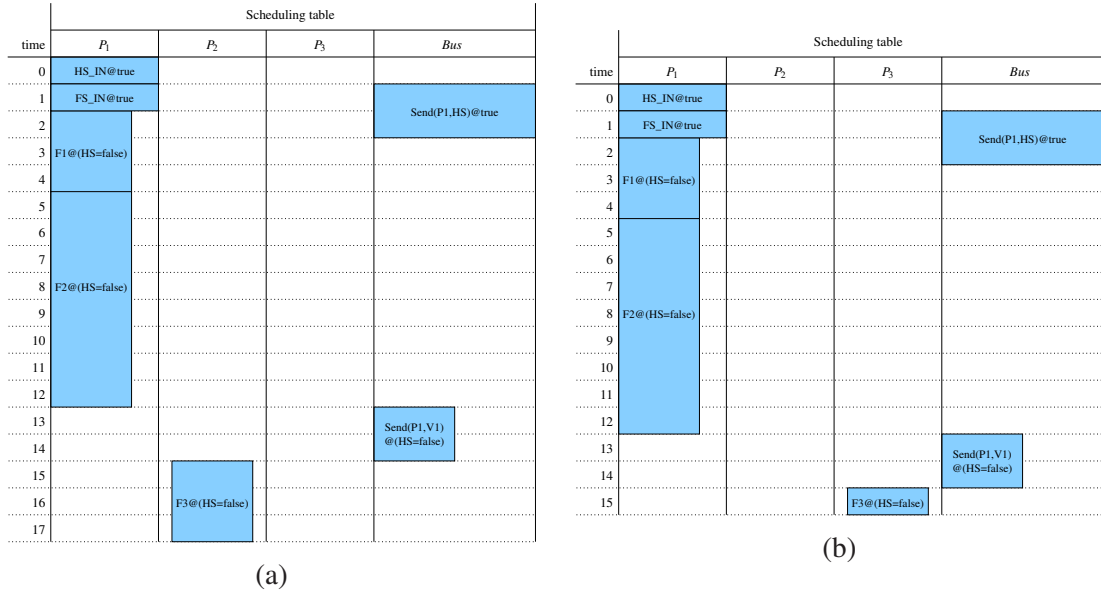 Scheduling table
time P1 P2 P3 Bus
0 HS_IN@true
1 FS_IN@true
Send(P1,HS)@true
2
3 F1@(HS=false)
4
5
6
7
8 F2@(HS=false)
9
10
11
12
13 Send(P1,V1)
14 @(HS=false)
15
16 F3@(HS=false)
17
(a)
Scheduling table
time P1 P2 P3 Bus
0 HS_IN@true
1 FS_IN@true
Send(P1,HS)@true
2
3 F1@(HS=false)
4
5
6
7
8 F2@(HS=false)
9
10
11
12
13 Send(P1,V1)
14 @(HS=false)
15 F3@(HS=false)
(b)